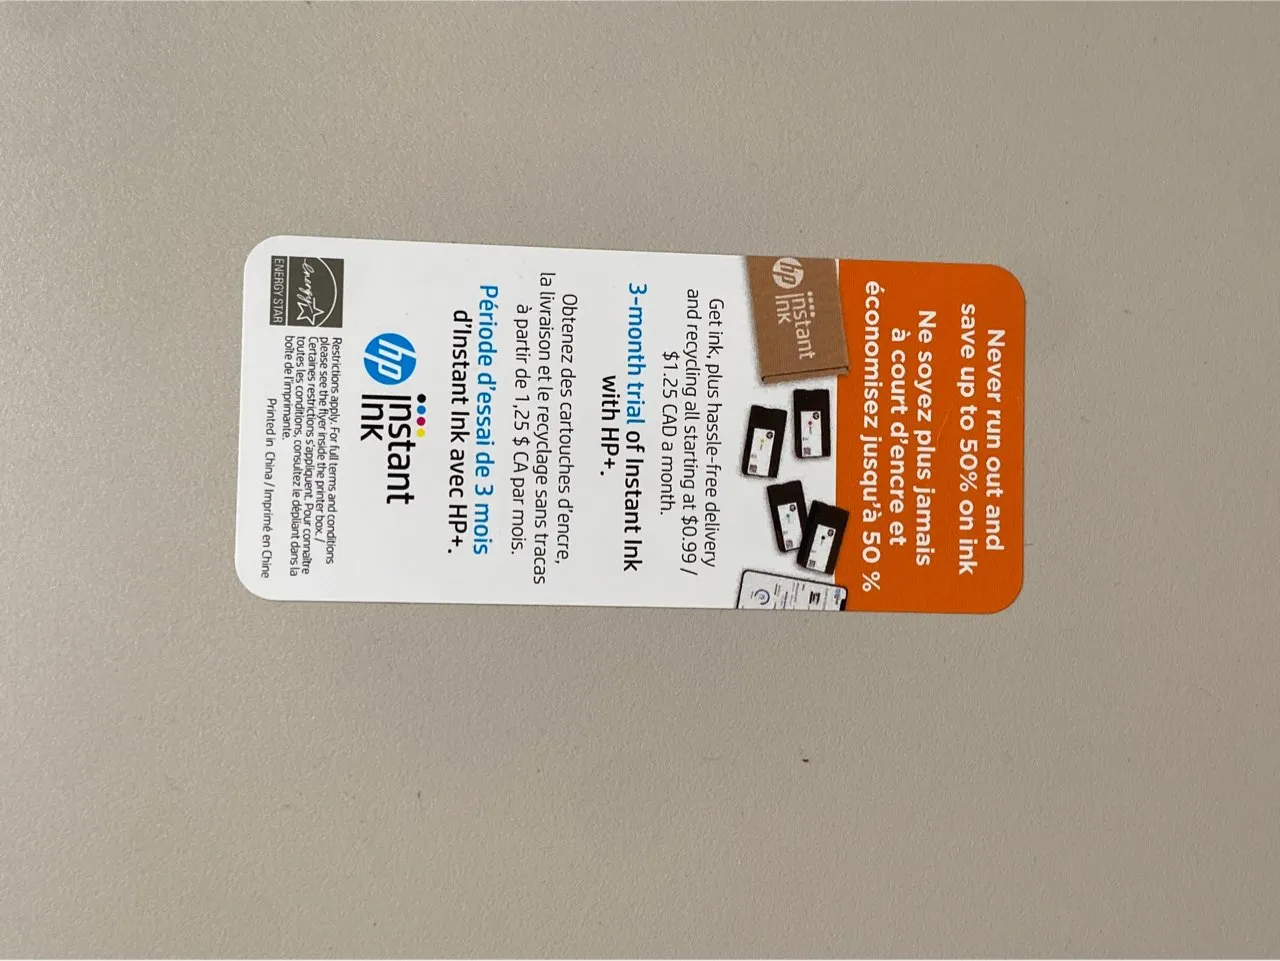 Never run out and
save up to 50% on ink
Ne soyez plus jamais
à court d'encre et
économisez jusqu'à 50 %
hp instant
ink
Get ink, plus hassle-free delivery
and recycling all starting at $0.99 /
$1.25 CAD a month.
3-month trial of Instant Ink
with HP+.
Obtenez des cartouches d'encre,
la livraison et le recyclage sans tracas
à partir de 1,25 $ CA par mois.
Période d'essai de 3 mois
d'Instant Ink avec HP+.
hp instant
ink
energy
ENERGY STAR
Restrictions apply. For full terms and conditions
please see the flyer inside the printer box. /
Certaines restrictions s'appliquent. Pour connaître
toutes les conditions, consultez le dépliant dans la
boîte de l'imprimante.
Printed in China / Imprimé en Chine